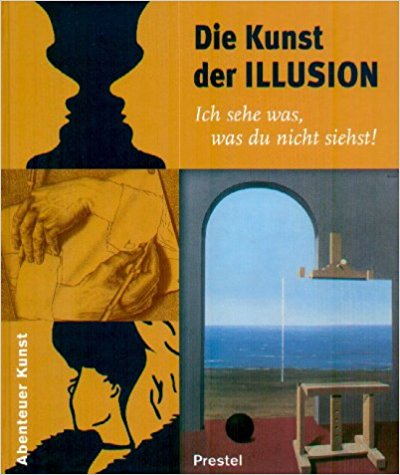 Die Kunst
der ILLUSION
Ich sehe was,
was du nicht siehst!
Abenteuer Kunst
Prestel